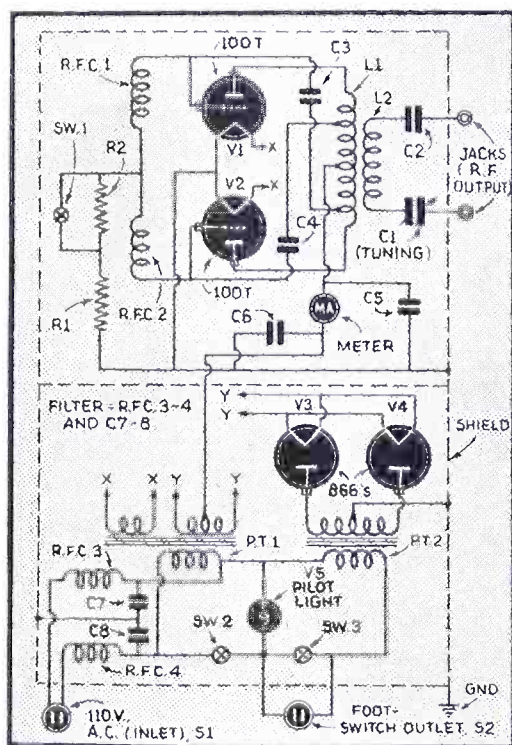 100T
C3
L1
R.F.C.1
L2
SW.1
R2
V1
X
C2
JACKS
(R.F.
OUTPUT)
V2
X
C4
C1
(TUNING)
100T
R1
R.F.C.2
C6
MA
METER
C5
FILTER = R.F.C. 3-4
AND C7-8
Y
Y
V3
V4
SHIELD
866's
X
X
Y
Y
P.T.1
P.T.2
R.F.C.3
V5
PILOT
LIGHT
C7
C8
SW.2
SW.3
R.F.C.4
GND
110V.,
A.C. (INLET), S1
FOOT-
SWITCH OUTLET, S2